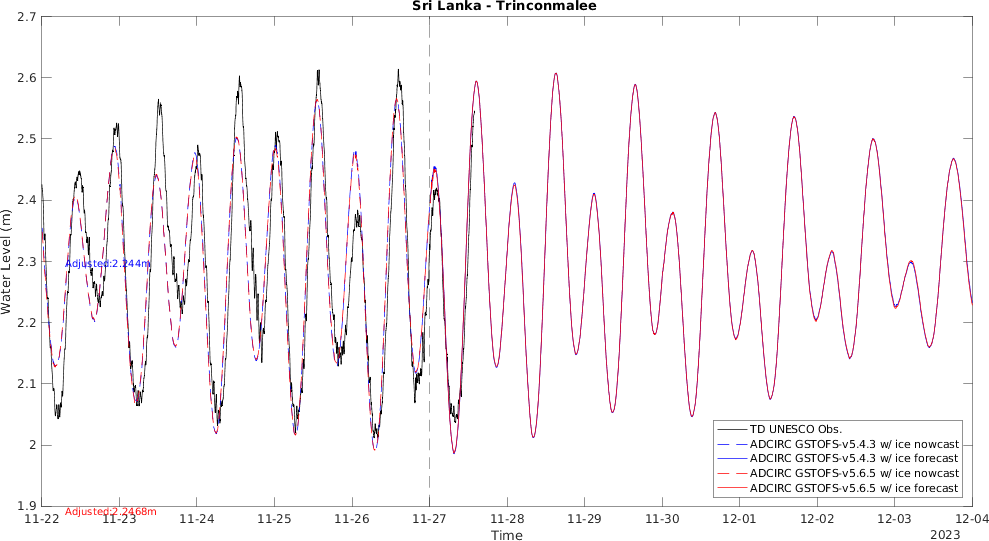 Sri Lanka - Trinconmalee
2.7
2.6
2.5
2.4
2.3
2.2
2.1
2
1.9
Water Level (m)
Adjusted:2.244m
Adjusted:2.2468m
TD UNESCO Obs.
ADCIRC GSTOFS-v5.4.3 w/ ice nowcast
ADCIRC GSTOFS-v5.4.3 w/ ice forecast
ADCIRC GSTOFS-v5.6.5 w/ ice nowcast
ADCIRC GSTOFS-v5.6.5 w/ ice forecast
11-22 11-23 11-24 11-25 11-26 11-27 11-28 11-29 11-30 12-01 12-02 12-03 12-04
Time
2023